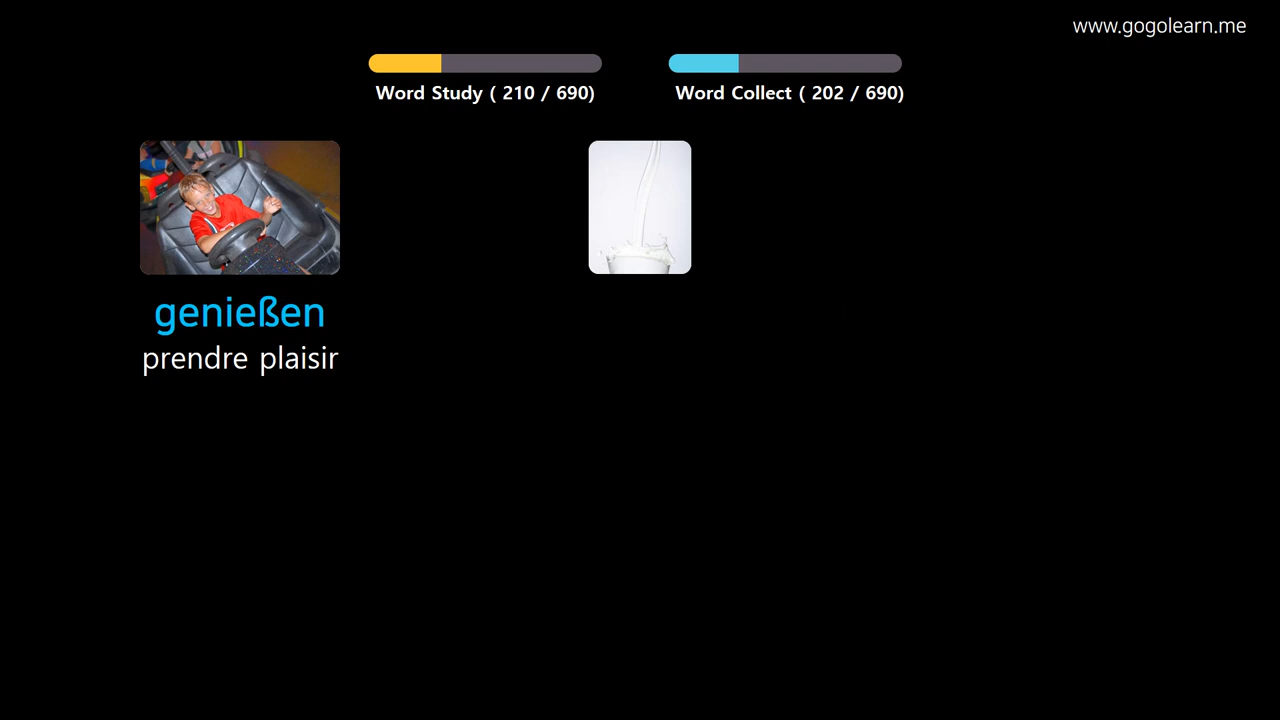 www.gogolearn.me
Word Study ( 210 / 690)
Word Collect ( 202 / 690)
genießen
prendre plaisir